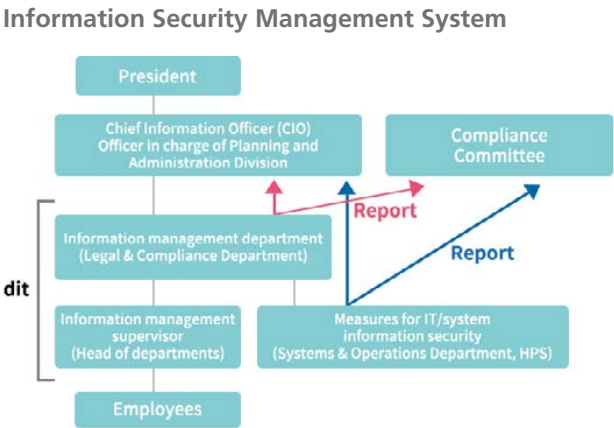 Information Security Management System
President
Chief Information Officer (CIO)
Officer in charge of Planning and
Administration Division
Compliance
Committee
Report
Information management department
(Legal & Compliance Department)
Report
dit
Information management
supervisor
(Head of departments)
Measures for IT/system
information security
(Systems & Operations Department, HPS)
Employees